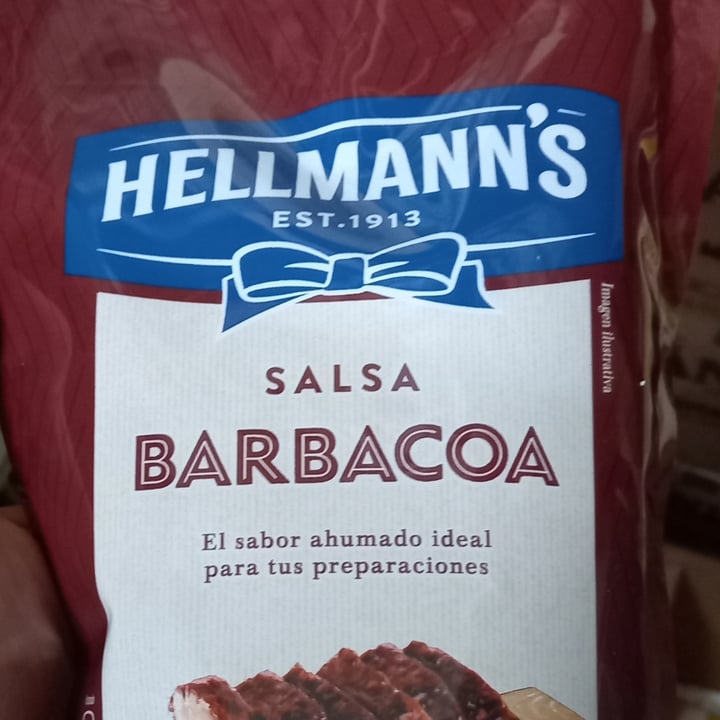 HELLMANN'S
EST.1913
Imagen ilustrativa
SALSA
BARBACOA
El sabor ahumado ideal
para tus preparaciones